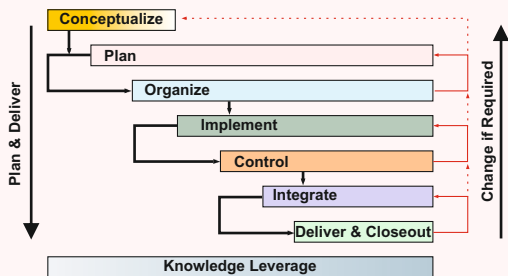 Conceptualize
Plan
Organize
Implement
Control
Integrate
Deliver & Closeout
Knowledge Leverage
Plan & Deliver
Change if Required